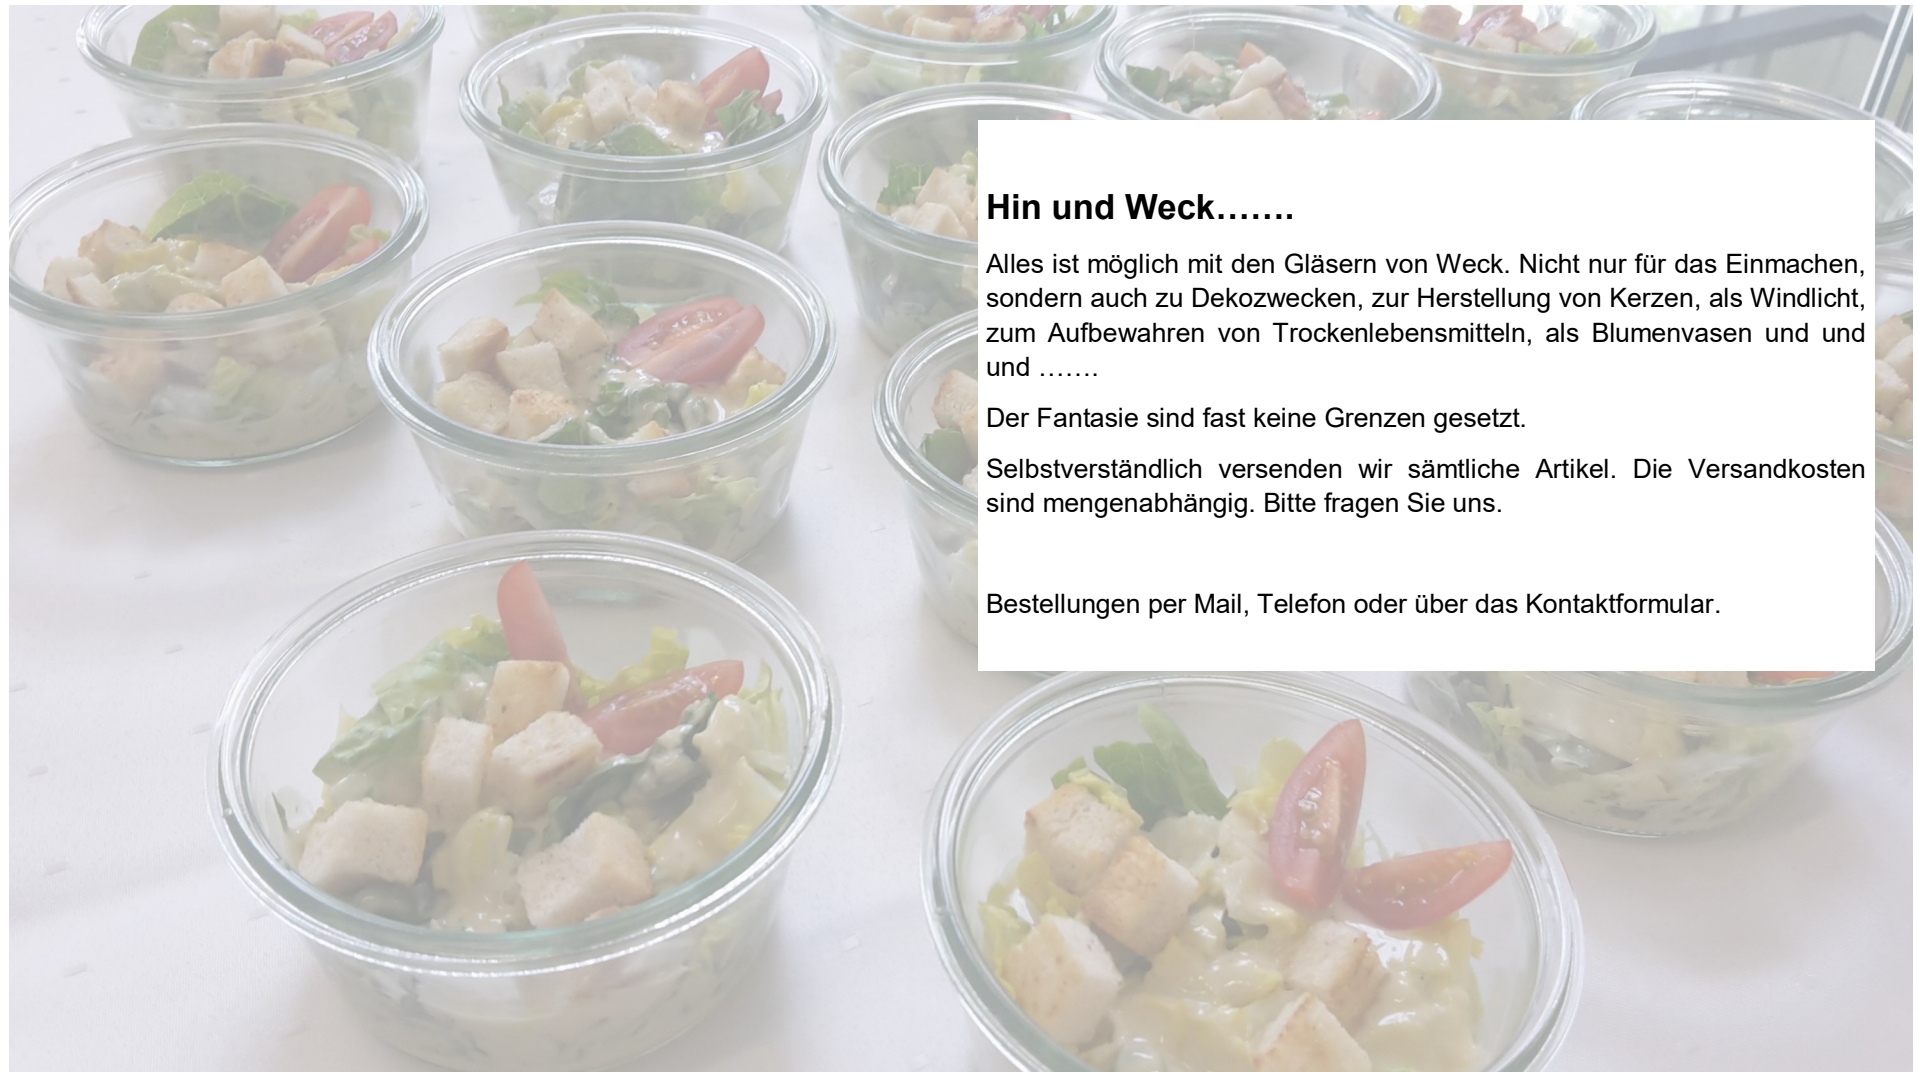 Hin und Weck…….
Alles ist möglich mit den Gläsern von Weck. Nicht nur für das Einmachen,
sondern auch zu Dekozwecken, zur Herstellung von Kerzen, als Windlicht,
zum Aufbewahren von Trockenlebensmitteln, als Blumenvasen und und
und …….
Der Fantasie sind fast keine Grenzen gesetzt.
Selbstverständlich versenden wir sämtliche Artikel. Die Versandkosten
sind mengenabhängig. Bitte fragen Sie uns.
Bestellungen per Mail, Telefon oder über das Kontaktformular.